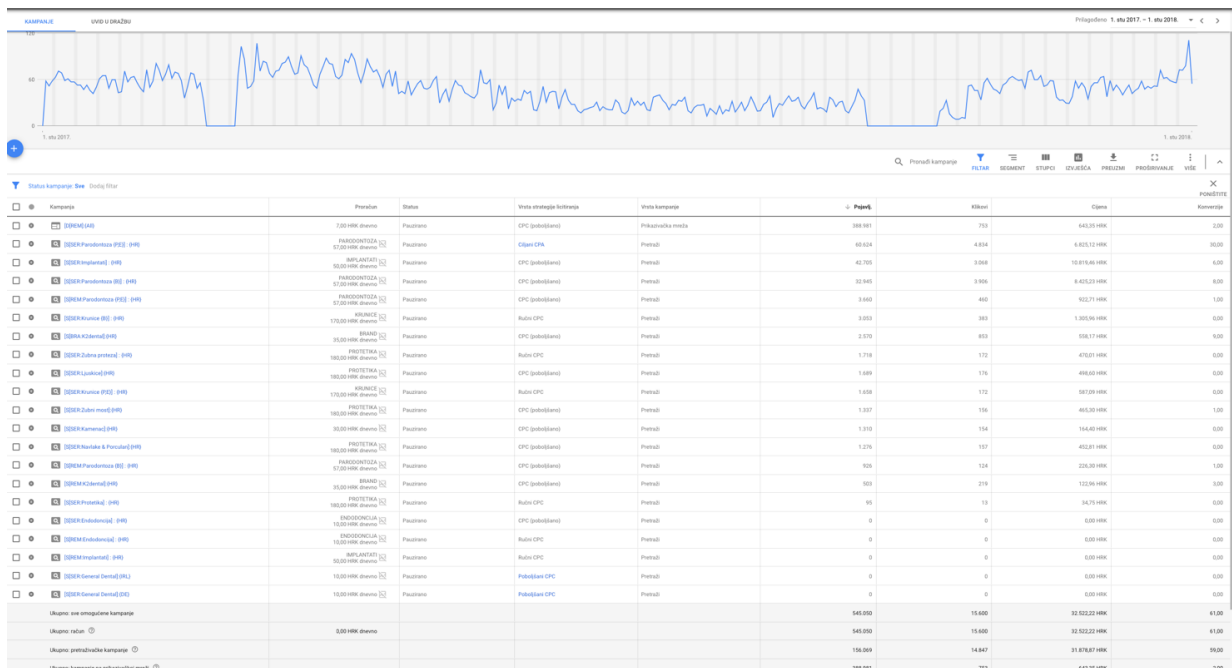 KAMPANJE UVID U DRAŽBU Prilagođeno 1. stu 2017. – 1. stu 2018.
120
60
0
1. stu 2017. 1. stu 2018.
Pronađi kampanje FILTAR SEGMENT STUPCI IZVJEŠĆA PREUZMI PROŠIRIVANJE VIŠE
Status kampanje: Sve Dodaj filtar PONIŠTITE
Kampanja Proračun Status Vrsta strategije licitiranja Vrsta kampanje Pojavlj. Klikovi Cijena Konverzije
7,00 HRK dnevno Pauzirano CPC (poboljšano) Prikazivačka mreža 388.981 753 643,35 HRK 2,00
[S[SER:Parodontoza (P,E)] : (HR) PARODONTOZA 57,00 HRK dnevno Pauzirano Ciljani CPA Pretraži 60.624 4.834 6.825,12 HRK 30,00
[S[SER:Implantati] : (HR) IMPLANTATI 50,00 HRK dnevno Pauzirano CPC (poboljšano) Pretraži 42.705 3.068 10.819,46 HRK 6,00
[S[SER:Parodontoza (B)] : (HR) PARODONTOZA 57,00 HRK dnevno Pauzirano CPC (poboljšano) Pretraži 32.945 3.906 8.425,23 HRK 8,00
[S[REM:Parodontoza (P,E)] : (HR) PARODONTOZA 57,00 HRK dnevno Pauzirano CPC (poboljšano) Pretraži 3.660 460 922,71 HRK 1,00
[S[SER:Krunice (B)] : (HR) KRUNICE 170,00 HRK dnevno Pauzirano Ručni CPC Pretraži 3.053 383 1.305,96 HRK 0,00
[S[BRA:K2dental] (HR) BRAND 35,00 HRK dnevno Pauzirano CPC (poboljšano) Pretraži 2.570 853 558,17 HRK 9,00
[S[SER:Zubna proteza] : (HR) PROTETIKA 180,00 HRK dnevno Pauzirano Ručni CPC Pretraži 1.718 172 470,01 HRK 0,00
[S[SER:Ljuskica] (HR) PROTETIKA 180,00 HRK dnevno Pauzirano CPC (poboljšano) Pretraži 1.689 176 498,60 HRK 0,00
[S[SER:Krunice (P,E)] : (HR) KRUNICE 170,00 HRK dnevno Pauzirano Ručni CPC Pretraži 1.658 172 587,09 HRK 0,00
[S[SER:Zubni most] (HR) PROTETIKA 180,00 HRK dnevno Pauzirano CPC (poboljšano) Pretraži 1.337 156 465,30 HRK 1,00
[S[SER:Kamenac] (HR) 30,00 HRK dnevno Pauzirano CPC (poboljšano) Pretraži 1.310 154 164,40 HRK 0,00
[S[SER:Navlake & Porculan] (HR) PROTETIKA 180,00 HRK dnevno Pauzirano CPC (poboljšano) Pretraži 1.276 157 452,81 HRK 0,00
[S[REM:Parodontoza (B)] : (HR) PARODONTOZA 57,00 HRK dnevno Pauzirano CPC (poboljšano) Pretraži 926 124 226,30 HRK 1,00
[S[REM:K2dental] (HR) BRAND 35,00 HRK dnevno Pauzirano CPC (poboljšano) Pretraži 503 219 122,96 HRK 3,00
[S[SER:Protetika] : (HR) PROTETIKA 180,00 HRK dnevno Pauzirano Ručni CPC Pretraži 95 13 34,75 HRK 0,00
[S[SER:Endodoncija] : (HR) ENDODONCIJA 10,00 HRK dnevno Pauzirano CPC (poboljšano) Pretraži 0 0 0,00 HRK 0,00
[S[REM:Endodoncija] : (HR) ENDODONCIJA 10,00 HRK dnevno Pauzirano Ručni CPC Pretraži 0 0 0,00 HRK 0,00
[S[REM:Implantati] : (HR) IMPLANTATI 50,00 HRK dnevno Pauzirano Ručni CPC Pretraži 0 0 0,00 HRK 0,00
[S[SER:General Dental] (IRL) 10,00 HRK dnevno Pauzirano Poboljšani CPC Pretraži 0 0 0,00 HRK 0,00
[S[SER:General Dental] (DE) 10,00 HRK dnevno Pauzirano Poboljšani CPC Pretraži 0 0 0,00 HRK 0,00
Ukupno: sve omogućene kampanje 545.050 15.600 32.522,22 HRK 61,00
Ukupno: račun 0,00 HRK dnevno 545.050 15.600 32.522,22 HRK 61,00
Ukupno: pretraživačke kampanje 156.069 14.847 31.878,87 HRK 59,00